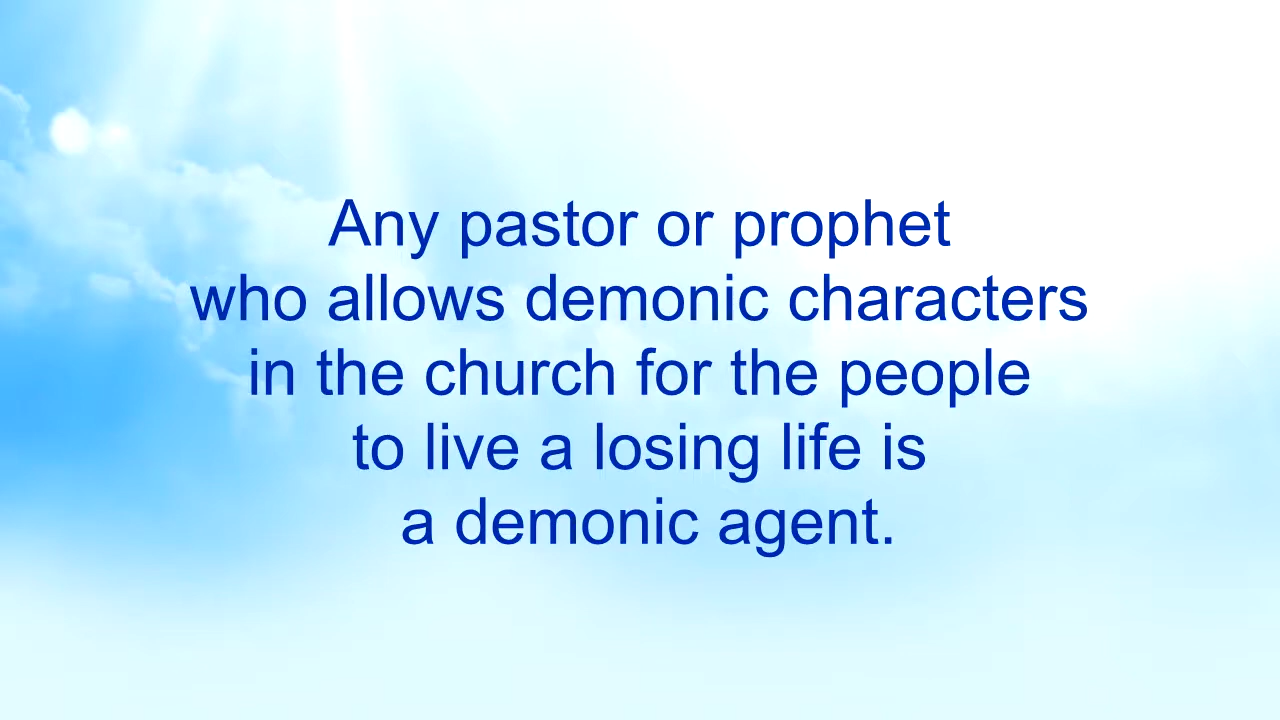 Any pastor or prophet
who allows demonic characters
in the church for the people
to live a losing life is
a demonic agent.